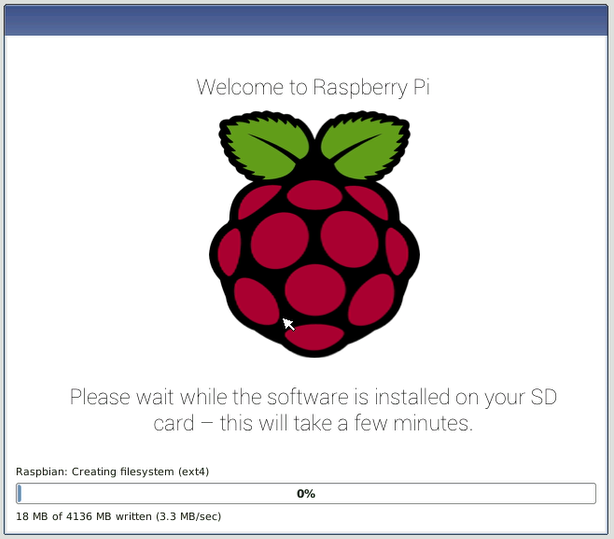 Welcome to Raspberry Pi
Please wait while the software is installed on your SD
card – this will take a few minutes.
Raspbian: Creating filesystem (ext4)
0%
18 MB of 4136 MB written (3.3 MB/sec)